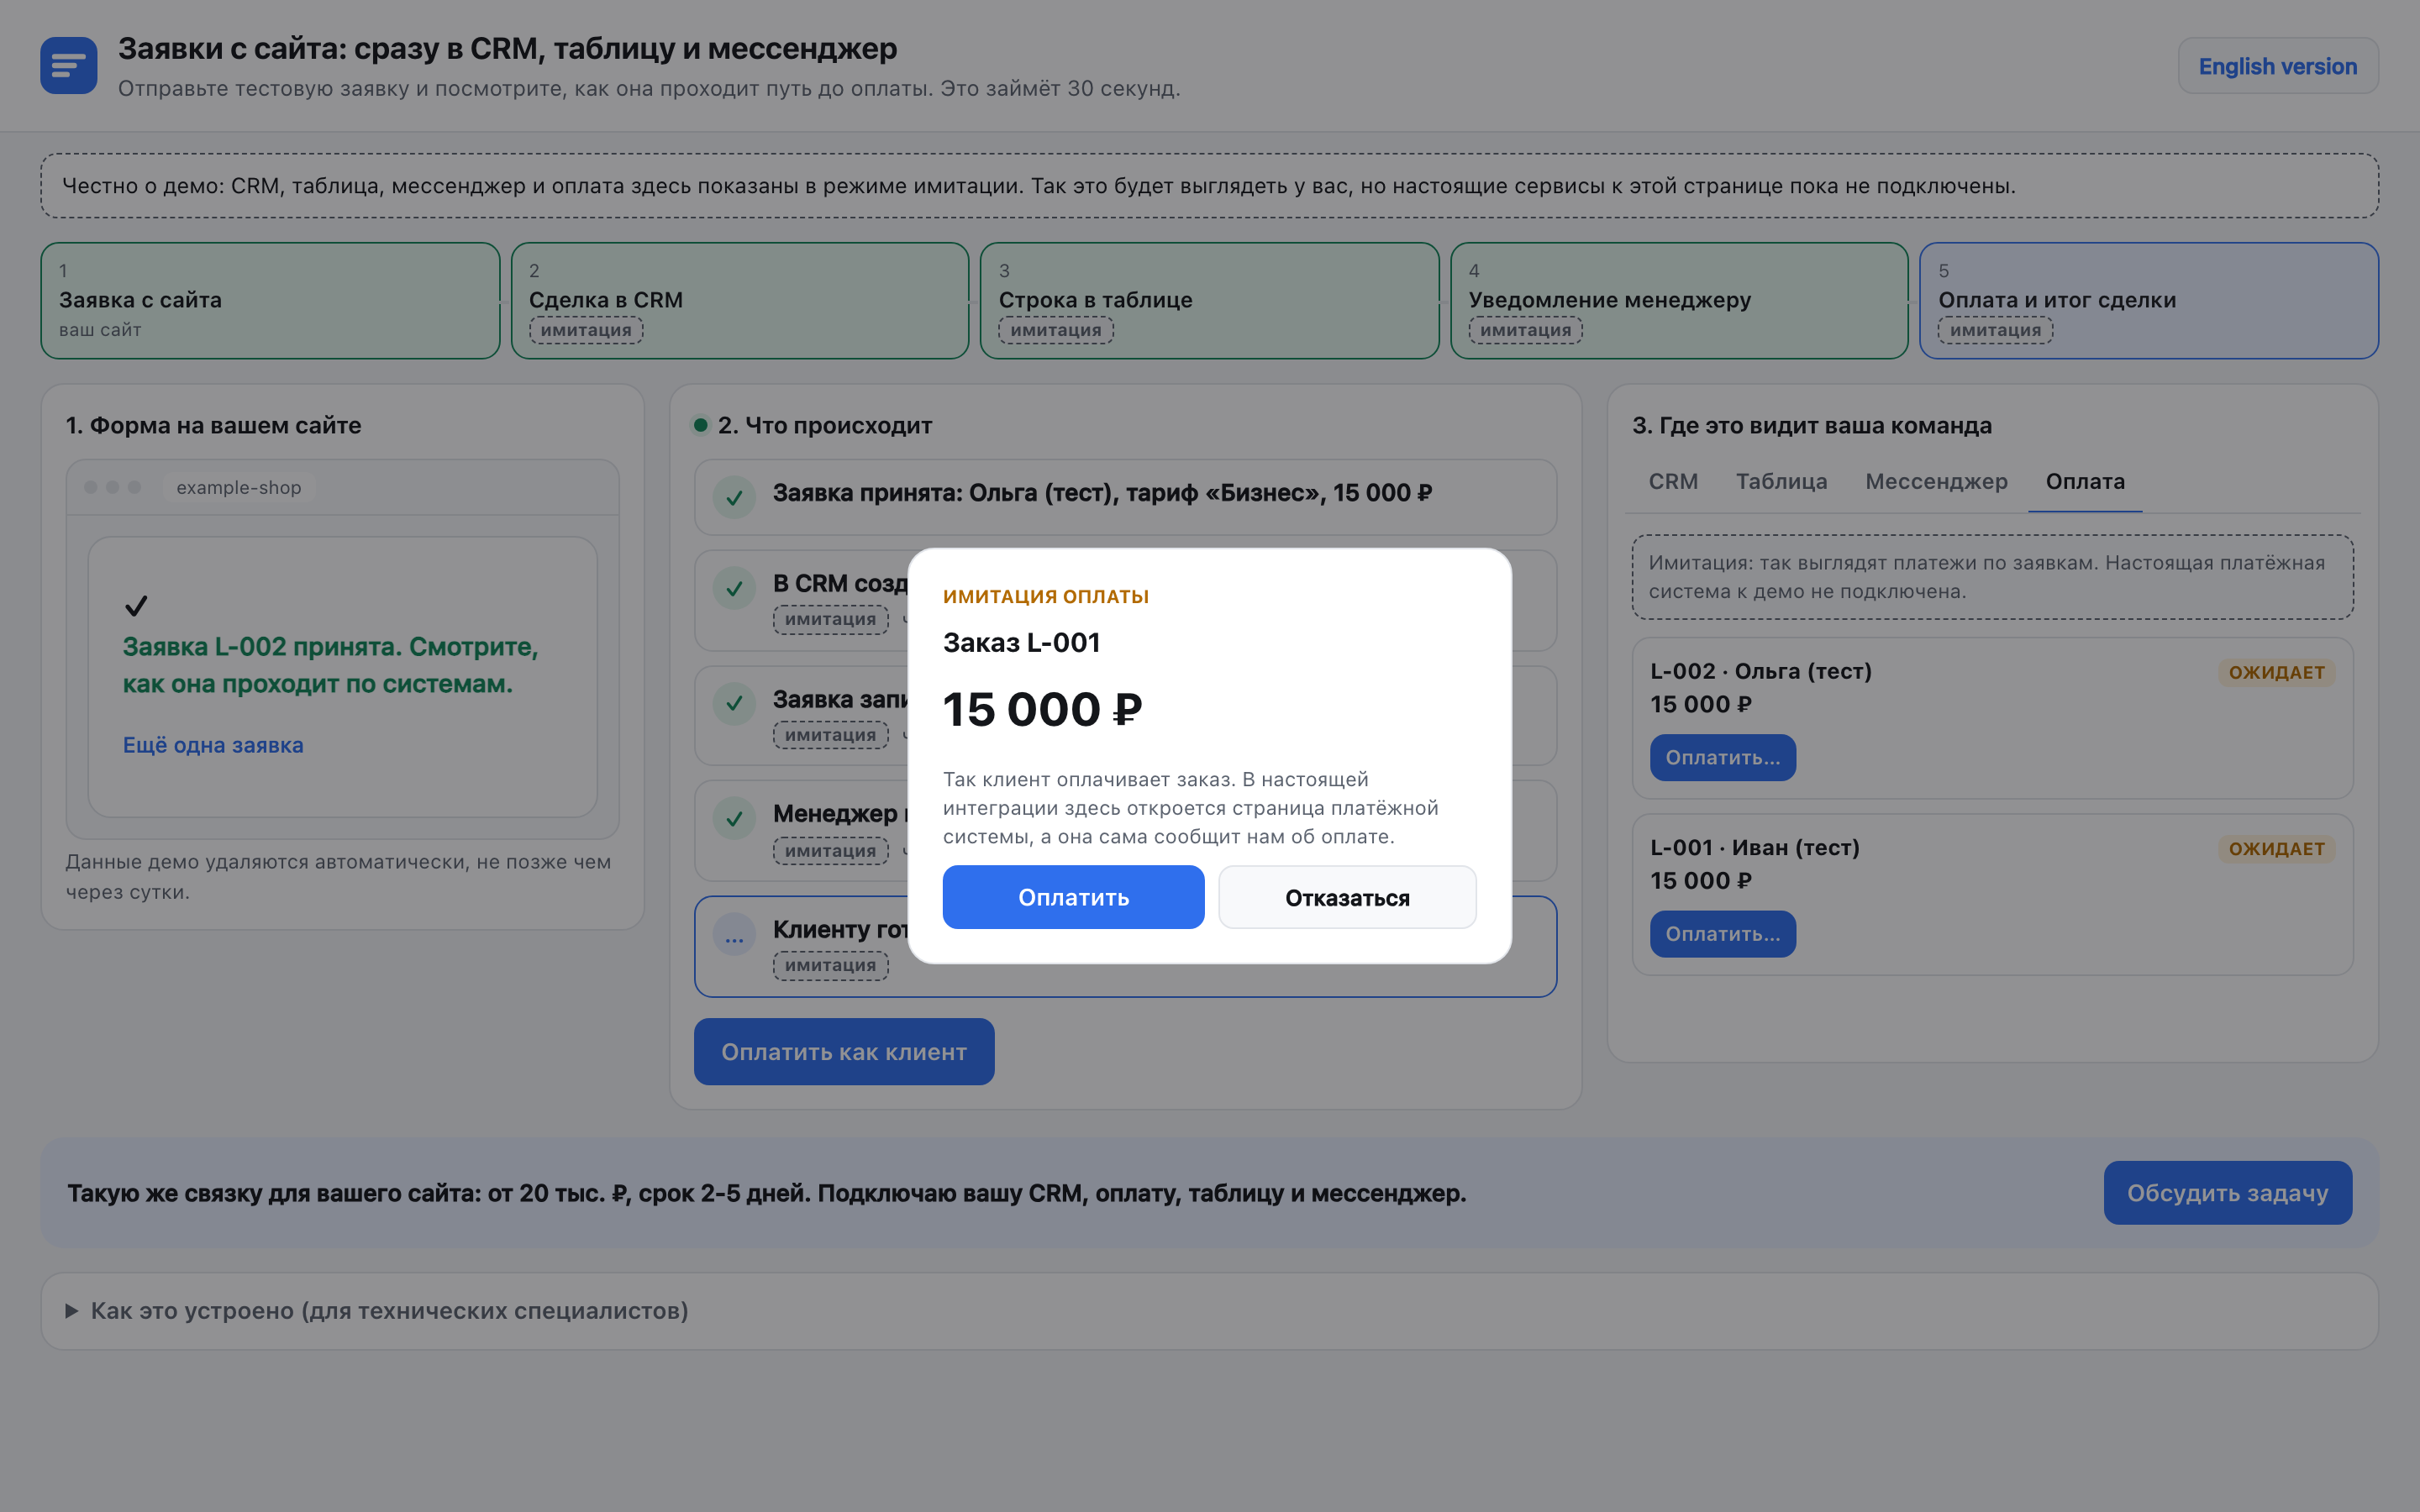 Заявки с сайта: сразу в CRM, таблицу и мессенджер
Отправьте тестовую заявку и посмотрите, как она проходит путь до оплаты. Это займёт 30 секунд.
English version
Честно о демо: CRM, таблица, мессенджер и оплата здесь показаны в режиме имитации. Так это будет выглядеть у вас, но настоящие сервисы к этой странице пока не подключены.
1
Заявка с сайта
ваш сайт
2
Сделка в CRM
имитация
3
Строка в таблице
имитация
4
Уведомление менеджеру
имитация
5
Оплата и итог сделки
имитация
1. Форма на вашем сайте
example-shop
Заявка L-002 принята. Смотрите,
как она проходит по системам.
Ещё одна заявка
Данные демо удаляются автоматически, не позже чем
через сутки.
2. Что происходит
Заявка принята: Ольга (тест), тариф «Бизнес», 15 000 ₽
В CRM
имитация
Заявка
имитация
Менеджер
имитация
Клиенту
имитация
Оплатить как клиент
ИМИТАЦИЯ ОПЛАТЫ
Заказ L-001
15 000 ₽
Так клиент оплачивает заказ. В настоящей
интеграции здесь откроется страница платёжной
системы, а она сама сообщит нам об оплате.
Оплатить
Отказаться
3. Где это видит ваша команда
CRM
Таблица
Мессенджер
Оплата
Имитация: так выглядят платежи по заявкам. Настоящая платёжная
система к демо не подключена.
L-002 · Ольга (тест)
ОЖИДАЕТ
15 000 ₽
Оплатить...
L-001 · Иван (тест)
ОЖИДАЕТ
15 000 ₽
Оплатить...
Такую же связку для вашего сайта: от 20 тыс. ₽, срок 2-5 дней. Подключаю вашу CRM, оплату, таблицу и мессенджер.
Обсудить задачу
Как это устроено (для технических специалистов)